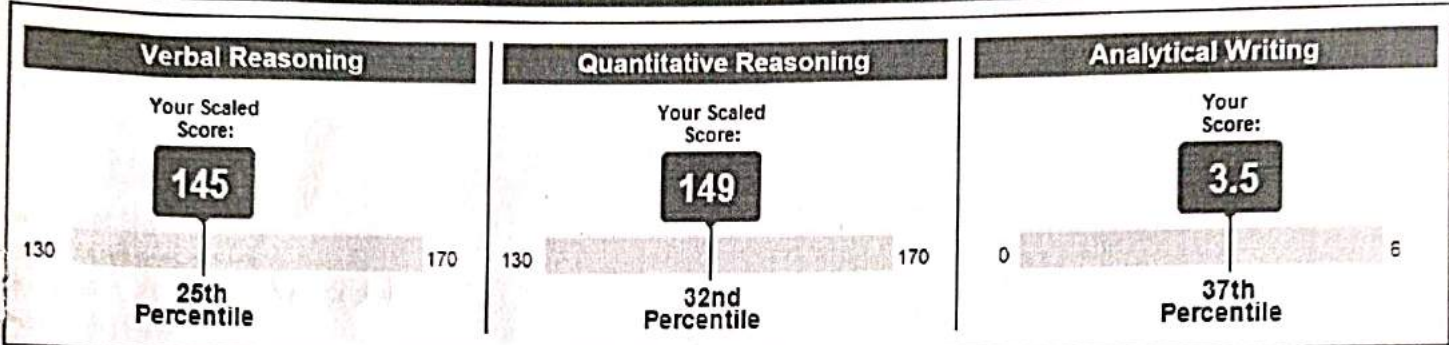 Verbal Reasoning
Your Scaled
Score:
145
130
170
25th
Percentile
Quantitative Reasoning
Your Scaled
Score:
149
130
170
32nd
Percentile
Analytical Writing
Your
Score:
3.5
0
6
37th
Percentile